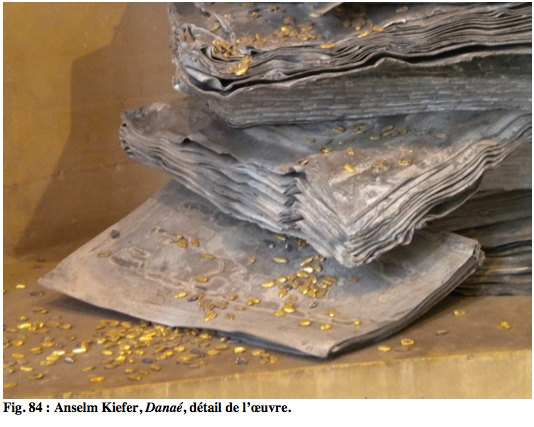 Fig. 84 : Anselm Kiefer, Danaé, détail de l'œuvre.